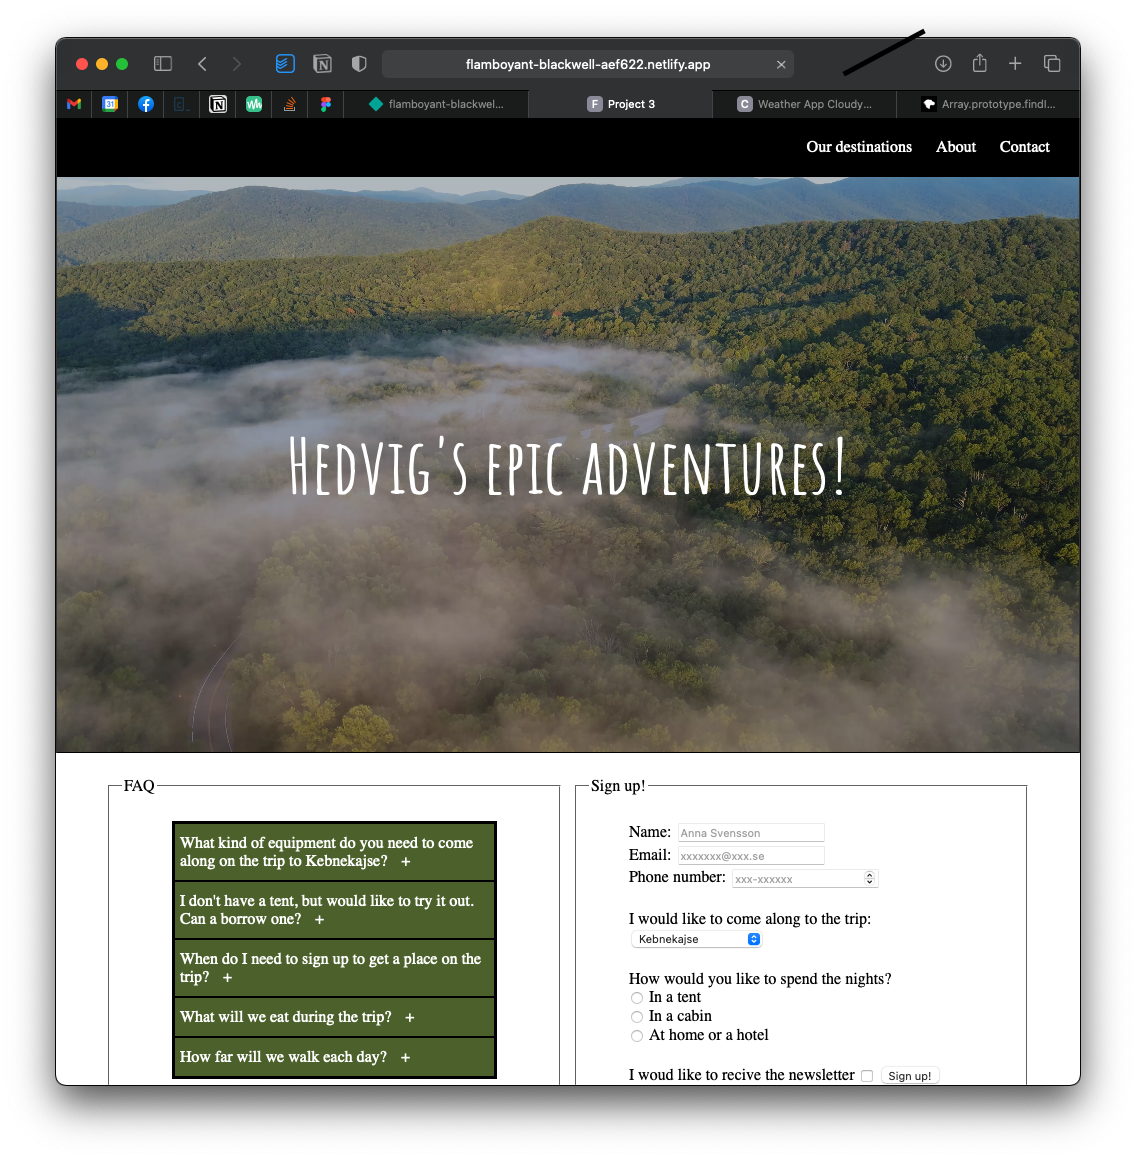 flamboyant-blackwell-aef622.netlify.app
31
flamboyant-blackwel...
F Project 3
C Weather App Cloudy...
Array.prototype.findI...
Our destinations About Contact
Hedvig's epic adventures!
FAQ
What kind of equipment do you need to come
along on the trip to Kebnekajse? +
I don't have a tent, but would like to try it out.
Can a borrow one? +
When do I need to sign up to get a place on the
trip? +
What will we eat during the trip? +
How far will we walk each day? +
Sign up!
Name: Anna Svensson
Email: xxxxxxx@xxx.se
Phone number: xxx-xxxxxx
I would like to come along to the trip:
Kebnekajse
How would you like to spend the nights?
In a tent
In a cabin
At home or a hotel
I woud like to recive the newsletter Sign up!